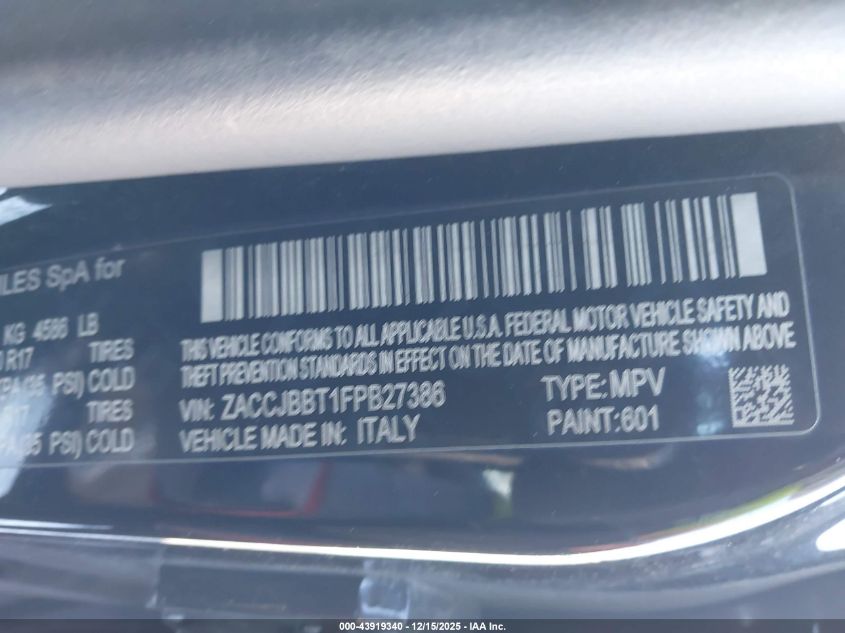 ILES SpA for
KG 4586 LB
R17 TIRES
PSI) COLD
TIRES
PSI) COLD
THIS VEHICLE CONFORMS TO ALL APPLICABLE U.S.A. FEDERAL MOTOR VEHICLE SAFETY AND
THEFT PREVENTION STANDARDS IN EFFECT ON THE DATE OF MANUFACTURE SHOWN ABOVE
VIN: ZACCJBBT1FPB27386 TYPE: MPV
VEHICLE MADE IN: ITALY PAINT: 601
000-43919340 - 12/15/2025 - IAA Inc.